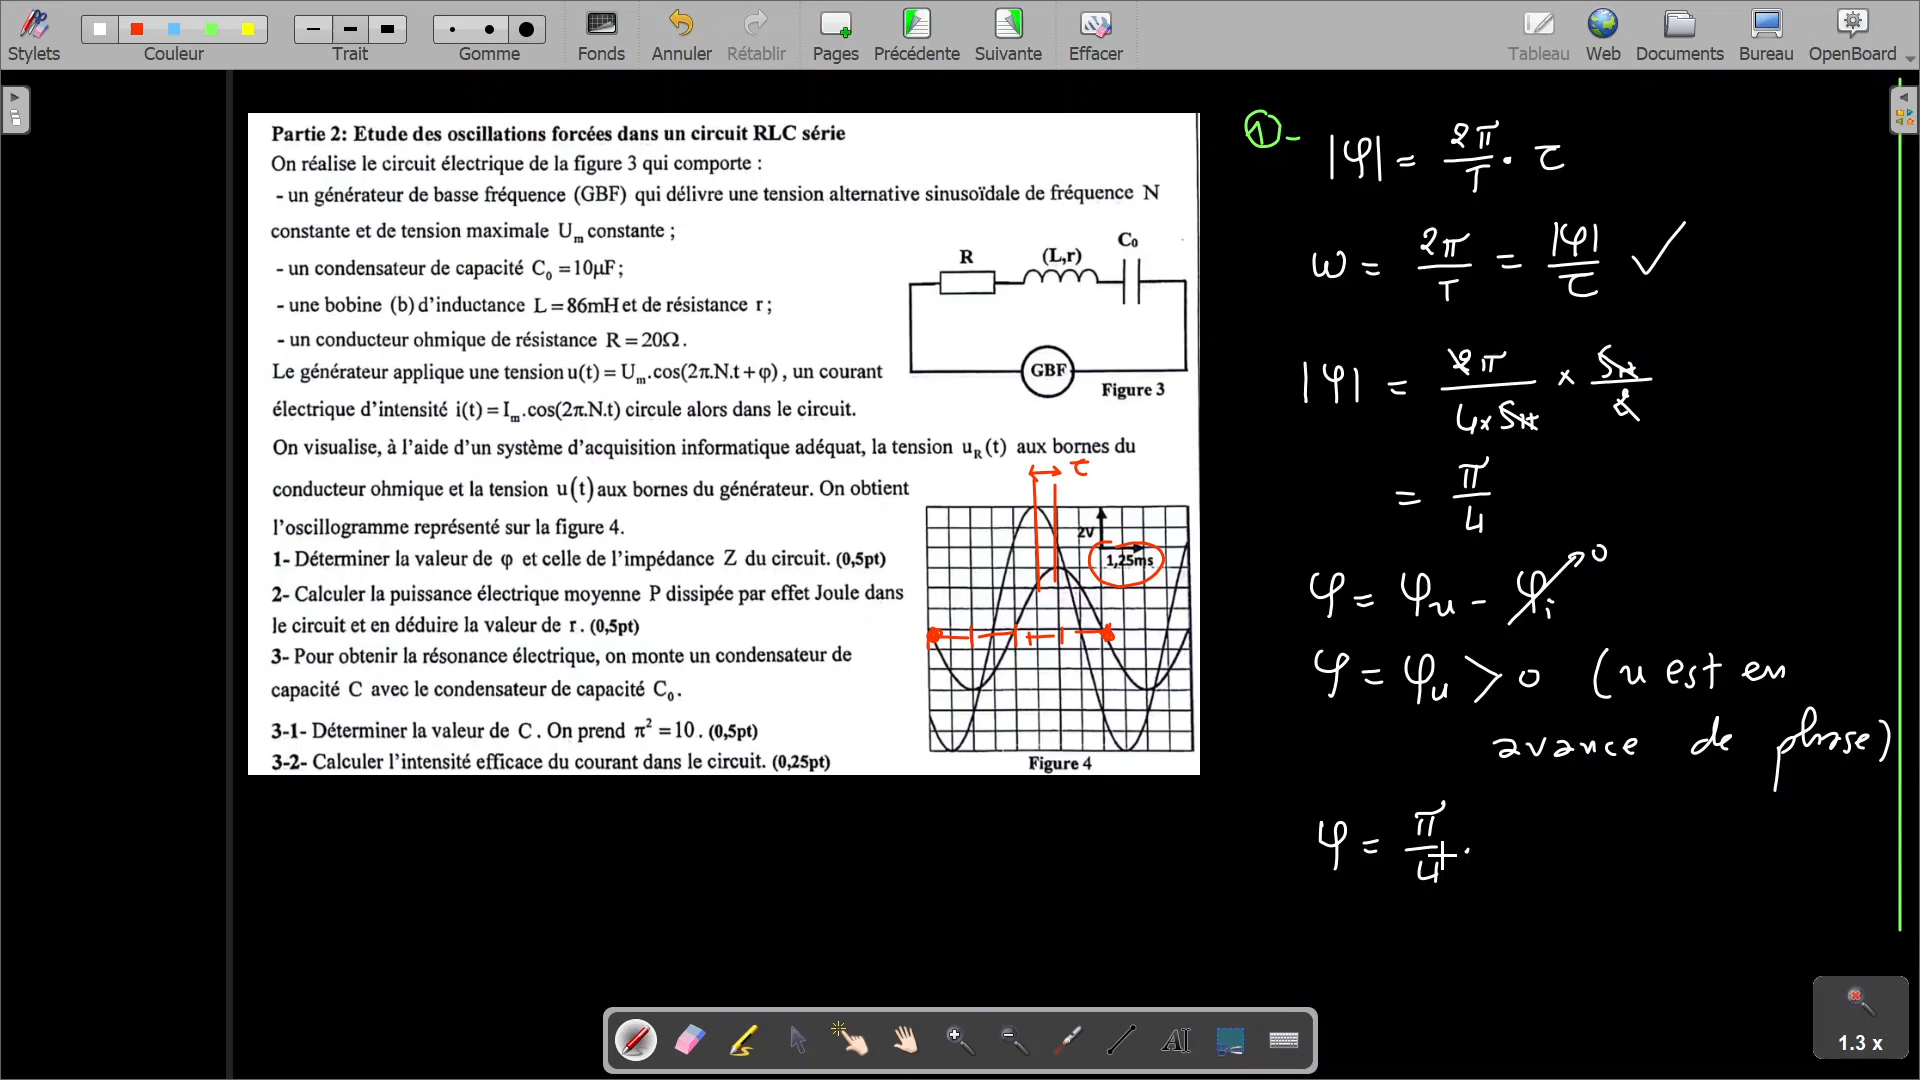 Stylets
Couleur
Trait
Gomme
Fonds
Annuler
Rétablir
Pages
Précédente
Suivante
Effacer
Tableau
Web
Documents
Bureau
OpenBoard
Partie 2: Etude des oscillations forcées dans un circuit RLC série
On réalise le circuit électrique de la figure 3 qui comporte :
- un générateur de basse fréquence (GBF) qui délivre une tension alternative sinusoïdale de fréquence N
constante et de tension maximale Um constante ;
- un condensateur de capacité C₀ = 10μF ;
- une bobine (b) d'inductance L = 86mH et de résistance r ;
- un conducteur ohmique de résistance R = 20Ω .
Le générateur applique une tension u(t) = Um.cos(2π.N.t + φ) , un courant
électrique d'intensité i(t) = Im.cos(2π.N.t) circule alors dans le circuit.
R
(L,r)
C₀
GBF
Figure 3
On visualise, à l'aide d'un système d'acquisition informatique adéquat, la tension uR(t) aux bornes du
conducteur ohmique et la tension u(t) aux bornes du générateur. On obtient
l'oscillogramme représenté sur la figure 4.
1- Déterminer la valeur de φ et celle de l'impédance Z du circuit. (0,5pt)
2- Calculer la puissance électrique moyenne P dissipée par effet Joule dans
le circuit et en déduire la valeur de r . (0,5pt)
3- Pour obtenir la résonance électrique, on monte un condensateur de
capacité C avec le condensateur de capacité C₀ .
3-1- Déterminer la valeur de C . On prend π² = 10 . (0,5pt)
3-2- Calculer l'intensité efficace du courant dans le circuit. (0,25pt)
τ
2V
1,25ms
Figure 4
①- |φ| = 2π/T · τ
ω = 2π/T = |φ|/τ ✓
= π/4
φ = φu - φi → 0
φ = φu > 0 (u est en
avance de phase)
φ = π/4 .
AI
1.3 x